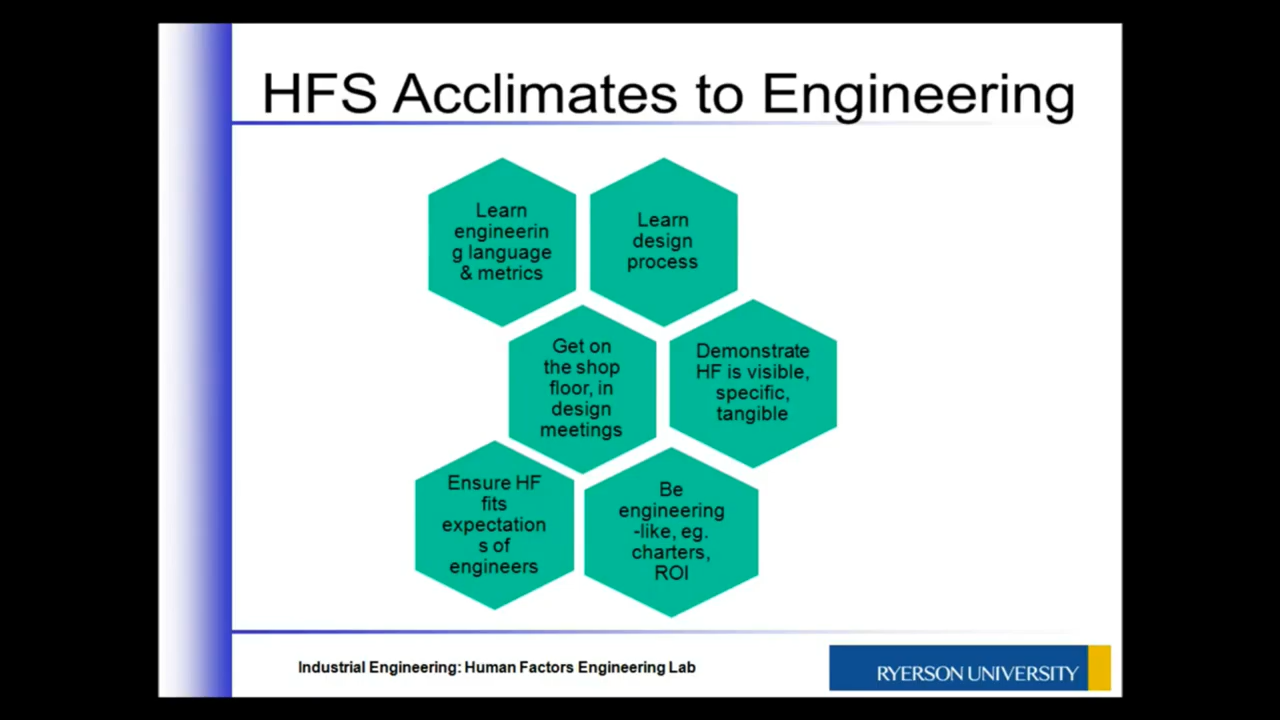 HFS Acclimates to Engineering
Learn
engineerin
g language
& metrics
Learn
design
process
Get on
the shop
floor, in
design
meetings
Demonstrate
HF is visible,
specific,
tangible
Ensure HF
fits
expectation
s of
engineers
Be
engineering
-like, eg.
charters,
ROI
Industrial Engineering: Human Factors Engineering Lab
RYERSON UNIVERSITY